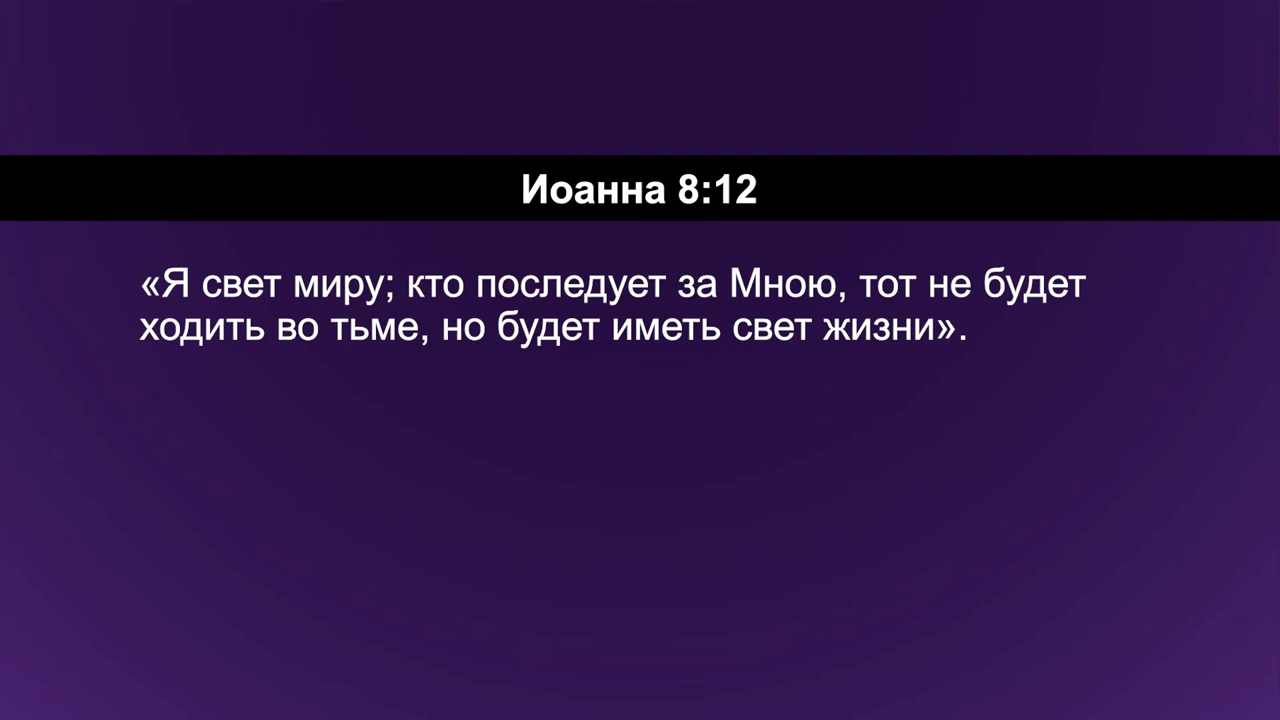 Иоанна 8:12
«Я свет миру; кто последует за Мною, тот не будет
ходить во тьме, но будет иметь свет жизни».